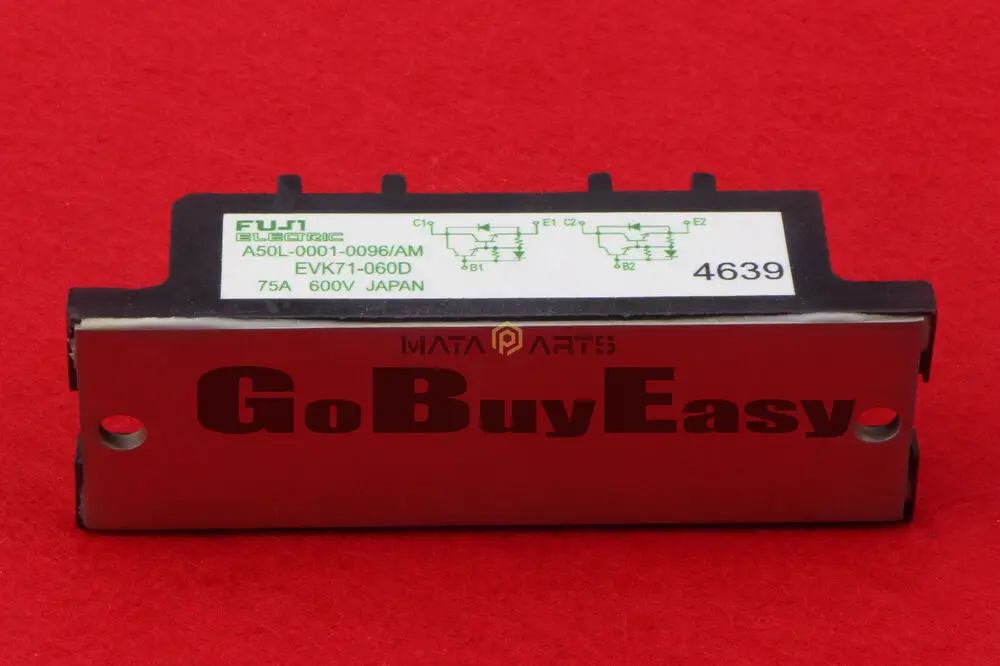 FUJI
ELECTRIC
A50L-0001-0096/AM
EVK71-060D
75A 600V JAPAN
C1 E1 C2 E2
B1 B2
4639
MATA PARTS
GoBuyEasy